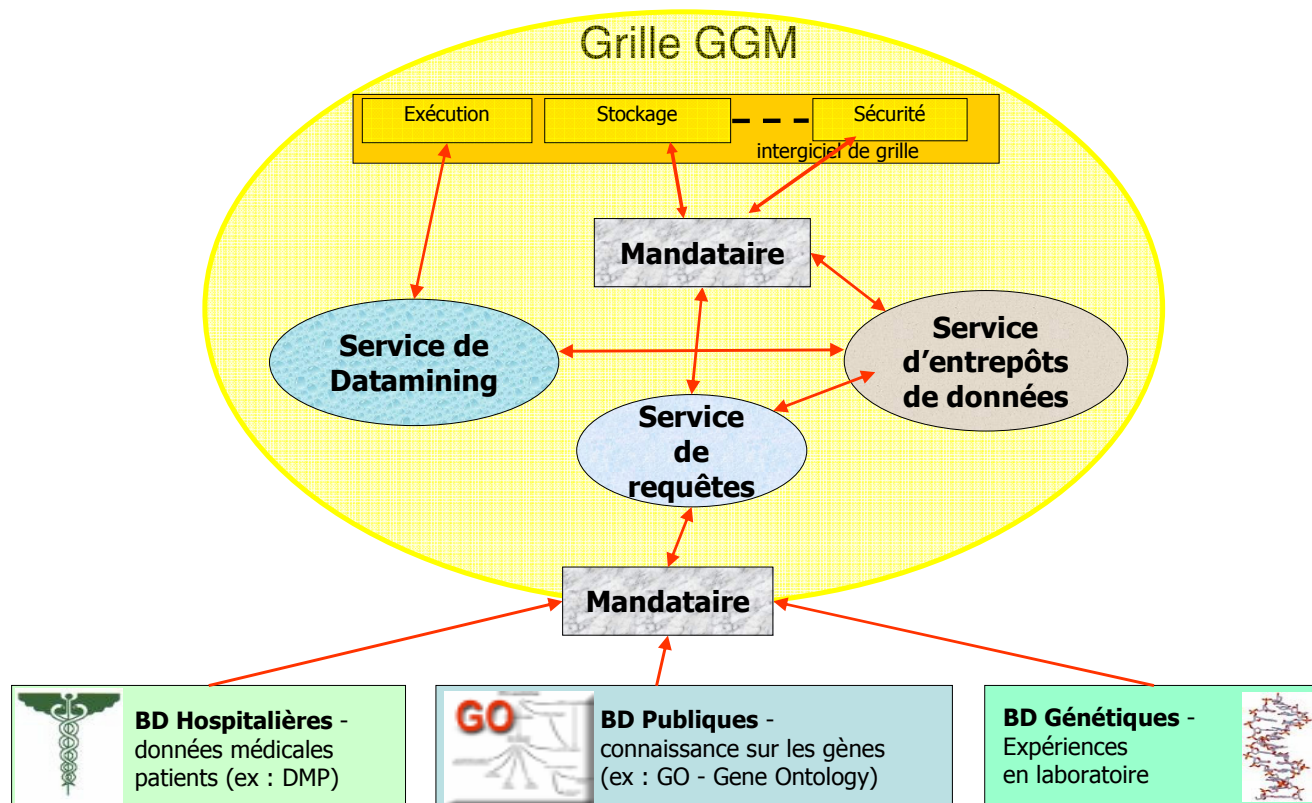 Grille GGM
Exécution
Stockage
Sécurité
intergiciel de grille
Mandataire
Service de
Datamining
Service
d’entrepôts
de données
Service
de
requêtes
Mandataire
BD Hospitalières -
données médicales
patients (ex : DMP)
GO
BD Publiques -
connaissance sur les gènes
(ex : GO - Gene Ontology)
BD Génétiques -
Expériences
en laboratoire